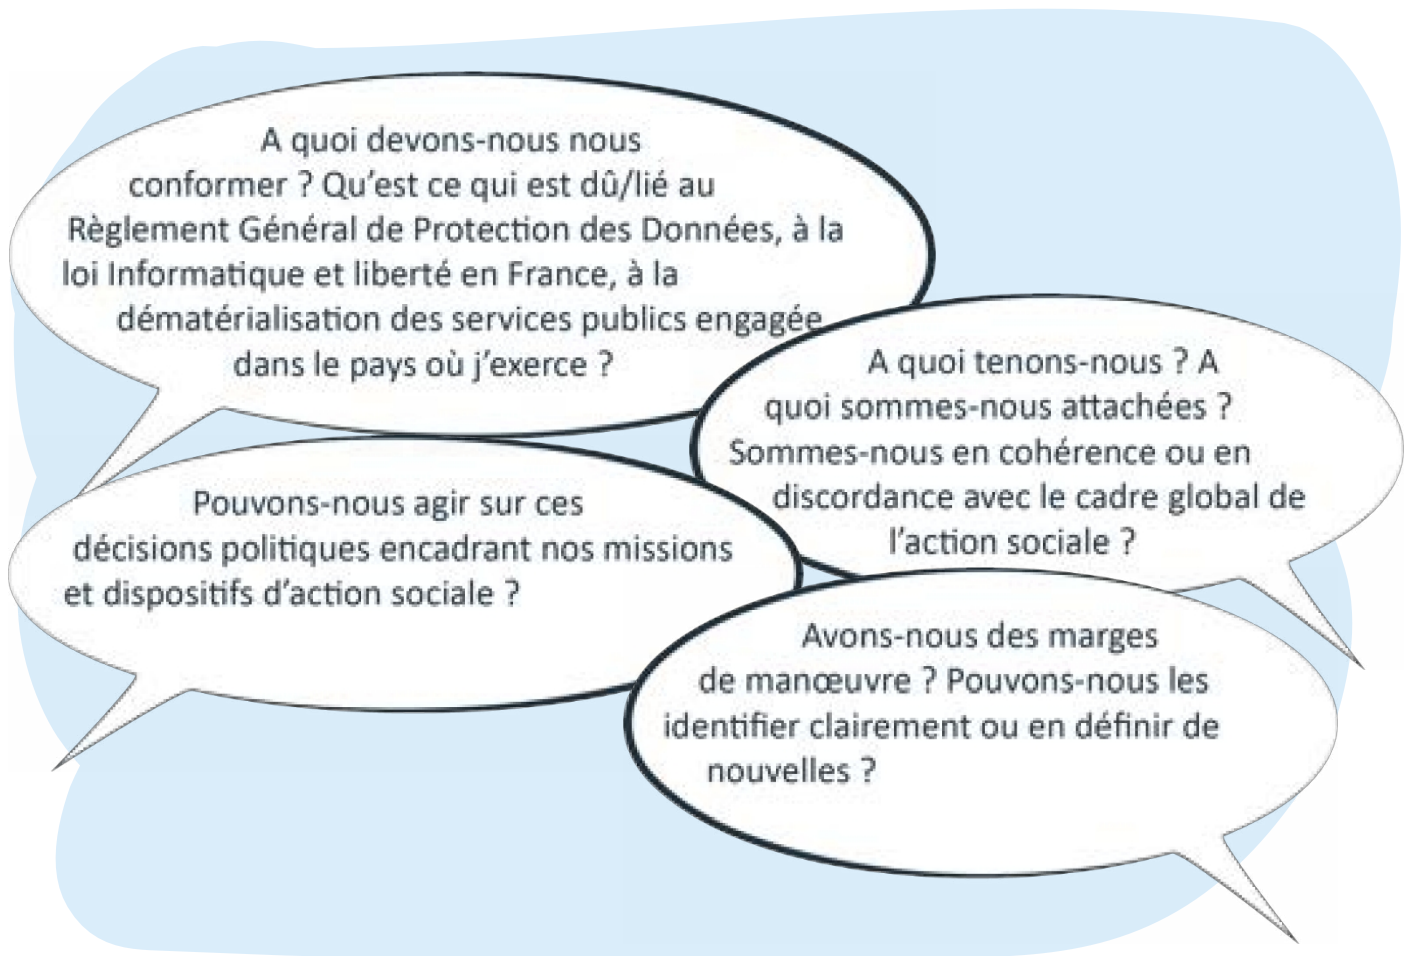 A quoi devons-nous nous
conformer ? Qu'est ce qui est dû/lié au
Règlement Général de Protection des Données, à la
loi Informatique et liberté en France, à la
dématérialisation des services publics engagée
dans le pays où j'exerce ?
A quoi tenons-nous ? A
quoi sommes-nous attachées ?
Sommes-nous en cohérence ou en
discordance avec le cadre global de
l'action sociale ?
Pouvons-nous agir sur ces
décisions politiques encadrant nos missions
et dispositifs d'action sociale ?
Avons-nous des marges
de manœuvre ? Pouvons-nous les
identifier clairement ou en définir de
nouvelles ?